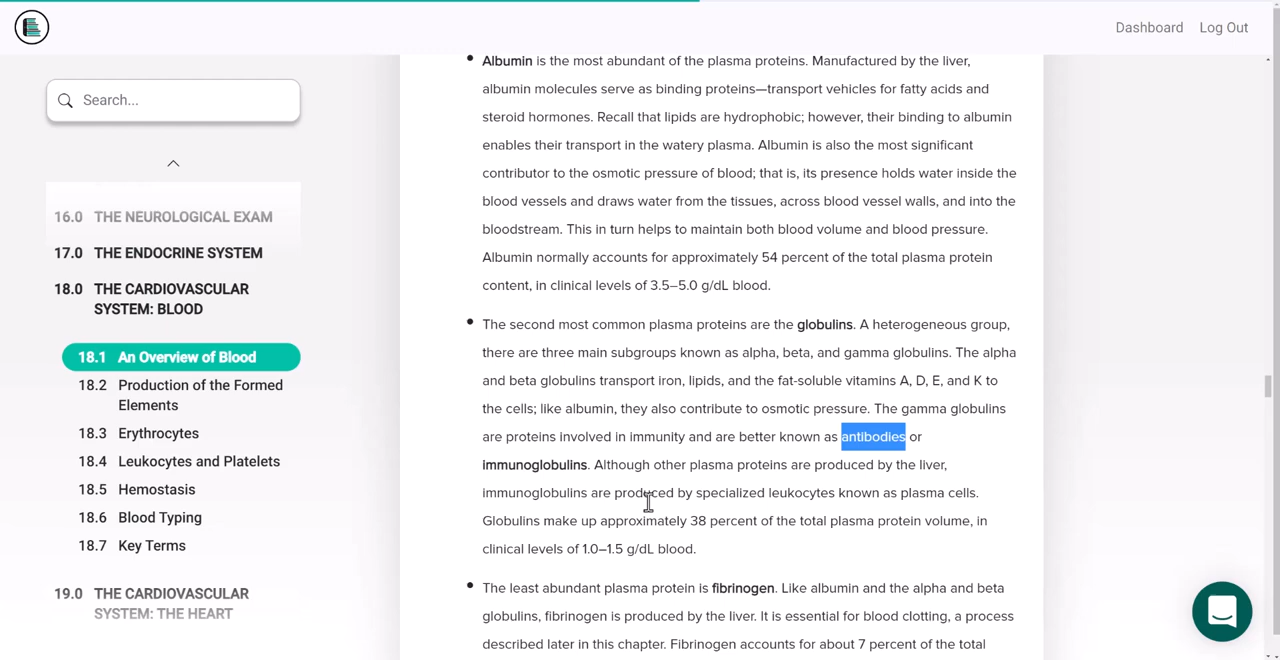 Dashboard Log Out
Search...
16.0 THE NEUROLOGICAL EXAM
17.0 THE ENDOCRINE SYSTEM
18.0 THE CARDIOVASCULAR
SYSTEM: BLOOD
18.1 An Overview of Blood
18.2 Production of the Formed
Elements
18.3 Erythrocytes
18.4 Leukocytes and Platelets
18.5 Hemostasis
18.6 Blood Typing
18.7 Key Terms
19.0 THE CARDIOVASCULAR
SYSTEM: THE HEART
• Albumin is the most abundant of the plasma proteins. Manufactured by the liver,
albumin molecules serve as binding proteins—transport vehicles for fatty acids and
steroid hormones. Recall that lipids are hydrophobic; however, their binding to albumin
enables their transport in the watery plasma. Albumin is also the most significant
contributor to the osmotic pressure of blood; that is, its presence holds water inside the
blood vessels and draws water from the tissues, across blood vessel walls, and into the
bloodstream. This in turn helps to maintain both blood volume and blood pressure.
Albumin normally accounts for approximately 54 percent of the total plasma protein
content, in clinical levels of 3.5–5.0 g/dL blood.
• The second most common plasma proteins are the globulins. A heterogeneous group,
there are three main subgroups known as alpha, beta, and gamma globulins. The alpha
and beta globulins transport iron, lipids, and the fat-soluble vitamins A, D, E, and K to
the cells; like albumin, they also contribute to osmotic pressure. The gamma globulins
are proteins involved in immunity and are better known as antibodies or
immunoglobulins. Although other plasma proteins are produced by the liver,
immunoglobulins are produced by specialized leukocytes known as plasma cells.
Globulins make up approximately 38 percent of the total plasma protein volume, in
clinical levels of 1.0–1.5 g/dL blood.
• The least abundant plasma protein is fibrinogen. Like albumin and the alpha and beta
globulins, fibrinogen is produced by the liver. It is essential for blood clotting, a process
described later in this chapter. Fibrinogen accounts for about 7 percent of the total